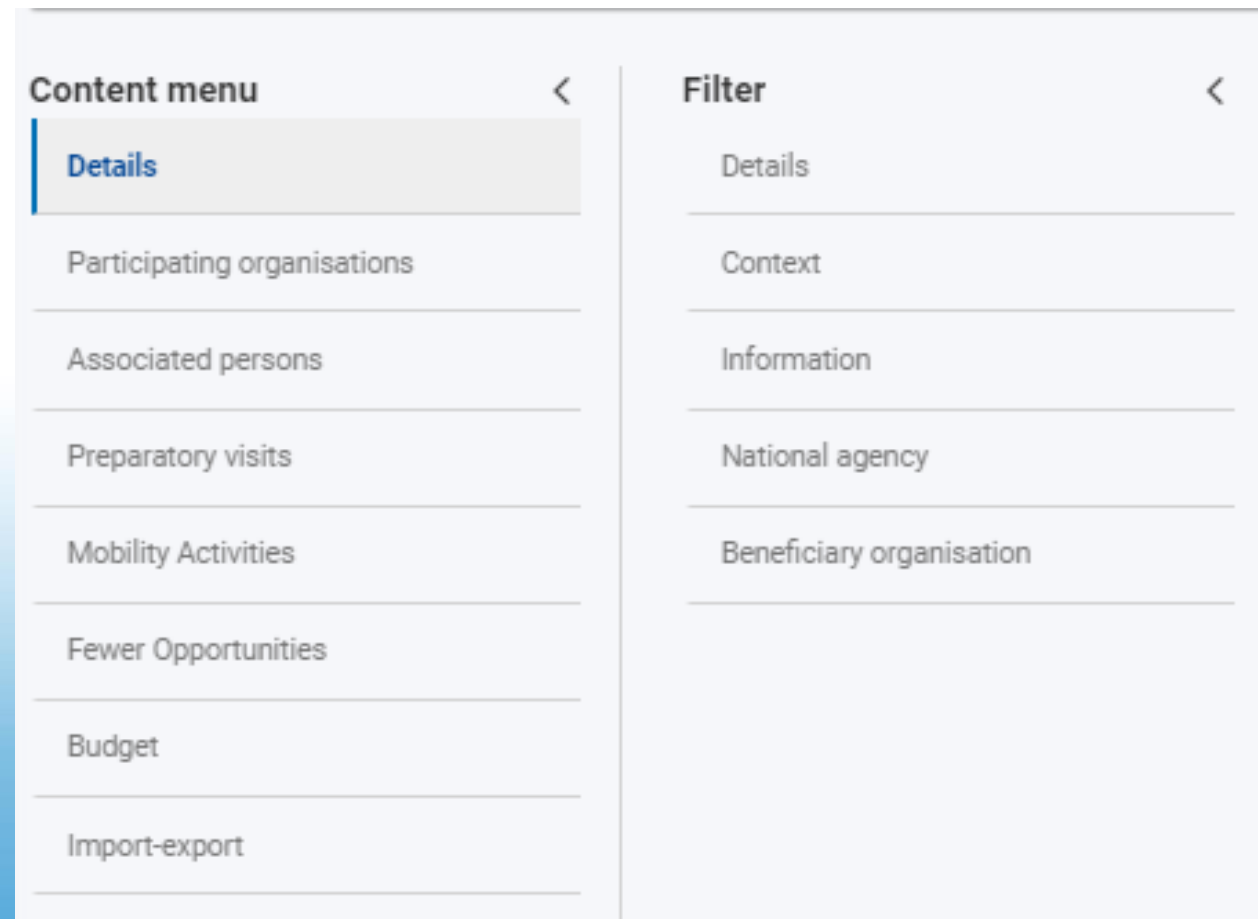 Content menu
Details
Participating organisations
Associated persons
Preparatory visits
Mobility Activities
Fewer Opportunities
Budget
Import-export
Filter
Details
Context
Information
National agency
Beneficiary organisation